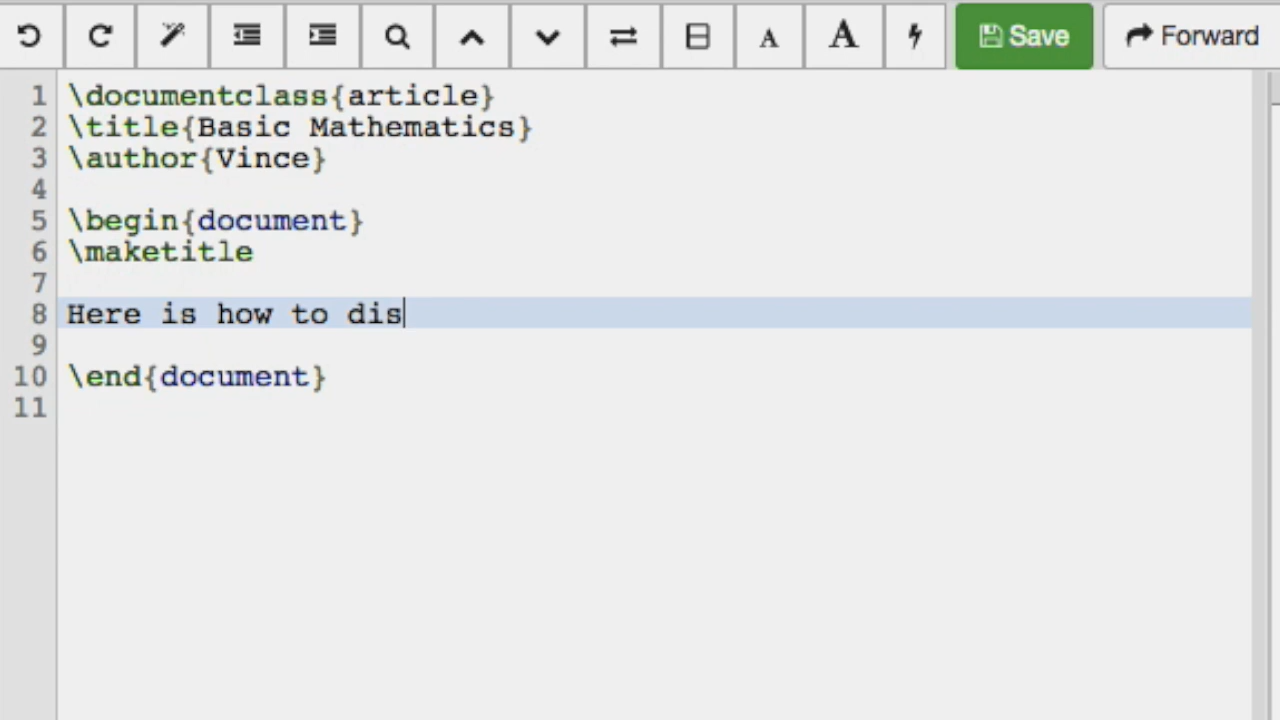 A A Save Forward
1 \documentclass{article}
2 \title{Basic Mathematics}
3 \author{Vince}
4
5 \begin{document}
6 \maketitle
7
8 Here is how to dis
9
10 \end{document}
11